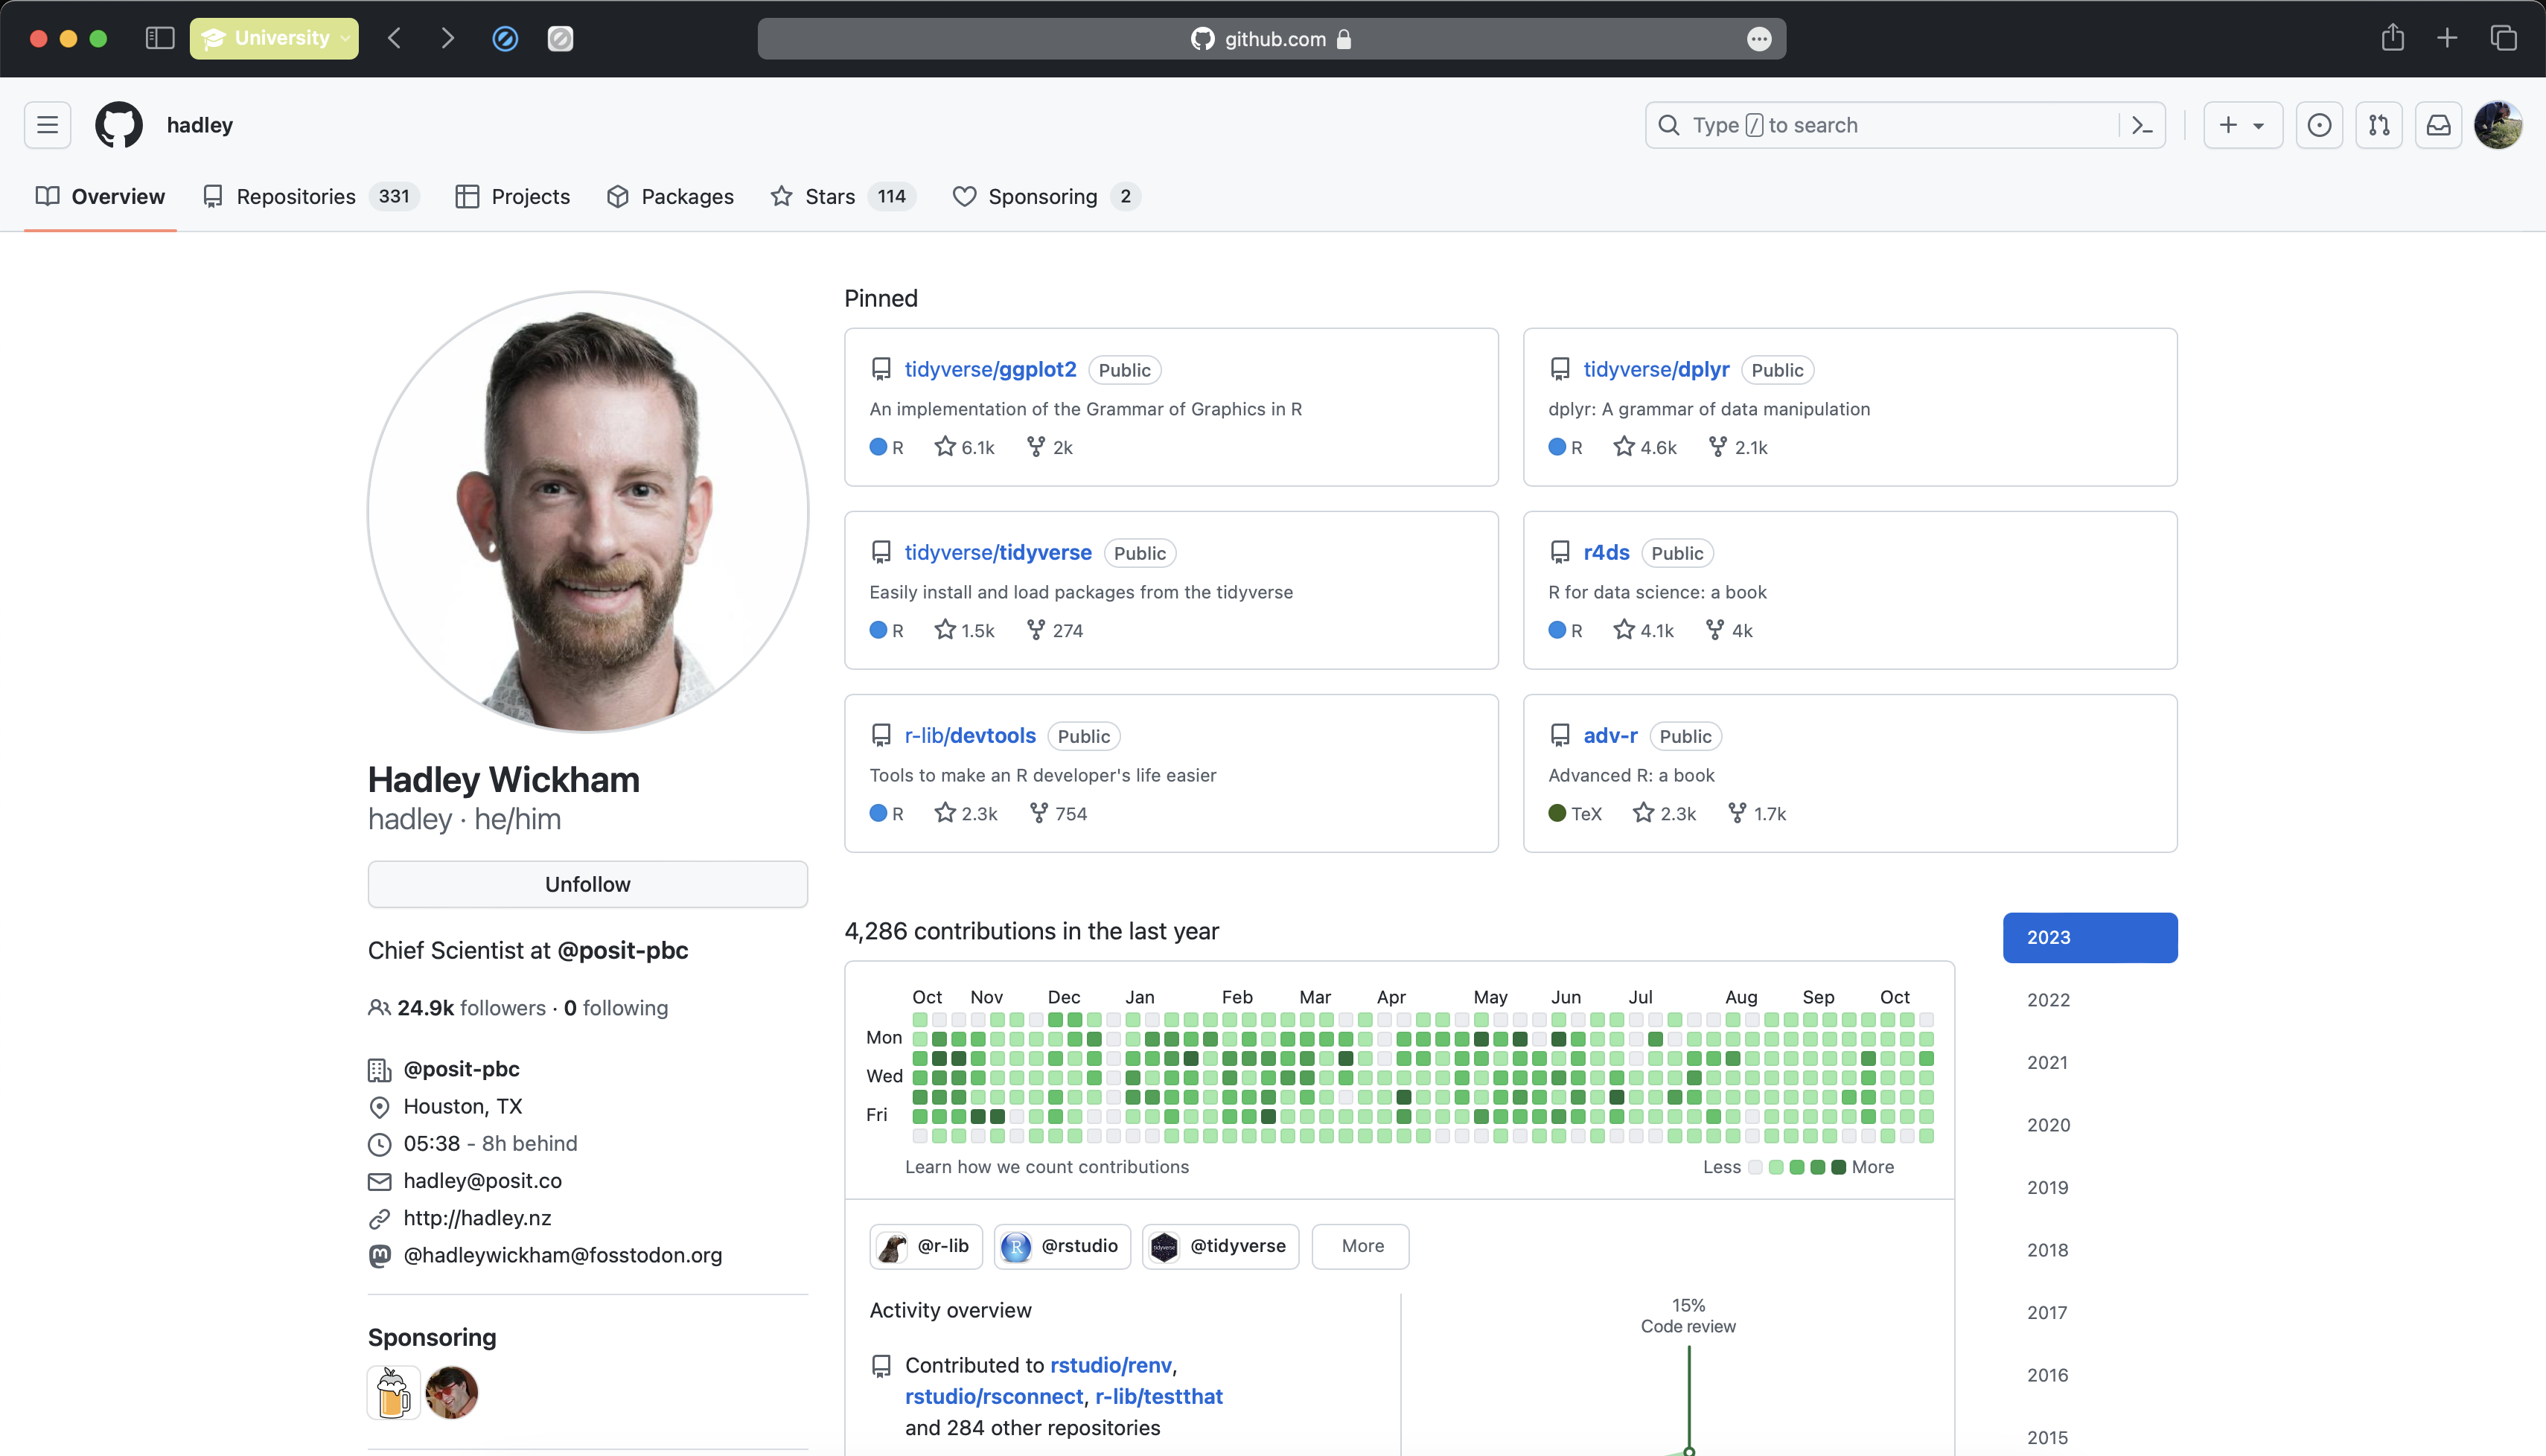 University
github.com
hadley
Type / to search
Overview
Repositories 331
Projects
Packages
Stars 114
Sponsoring 2
Hadley Wickham
hadley · he/him
Unfollow
Chief Scientist at @posit-pbc
24.9k followers · 0 following
@posit-pbc
Houston, TX
05:38 - 8h behind
hadley@posit.co
http://hadley.nz
@hadleywickham@fosstodon.org
Sponsoring
Pinned
tidyverse/ggplot2 Public
An implementation of the Grammar of Graphics in R
R 6.1k 2k
tidyverse/dplyr Public
dplyr: A grammar of data manipulation
R 4.6k 2.1k
tidyverse/tidyverse Public
Easily install and load packages from the tidyverse
R 1.5k 274
r4ds Public
R for data science: a book
R 4.1k 4k
r-lib/devtools Public
Tools to make an R developer's life easier
R 2.3k 754
adv-r Public
Advanced R: a book
TeX 2.3k 1.7k
4,286 contributions in the last year
Oct Nov Dec Jan Feb Mar Apr May Jun Jul Aug Sep Oct
Mon
Wed
Fri
Learn how we count contributions
Less More
@r-lib
R @rstudio
tidyverse @tidyverse
More
Activity overview
Contributed to rstudio/renv,
rstudio/rsconnect, r-lib/testthat
and 284 other repositories
15%
Code review
2023
2022
2021
2020
2019
2018
2017
2016
2015